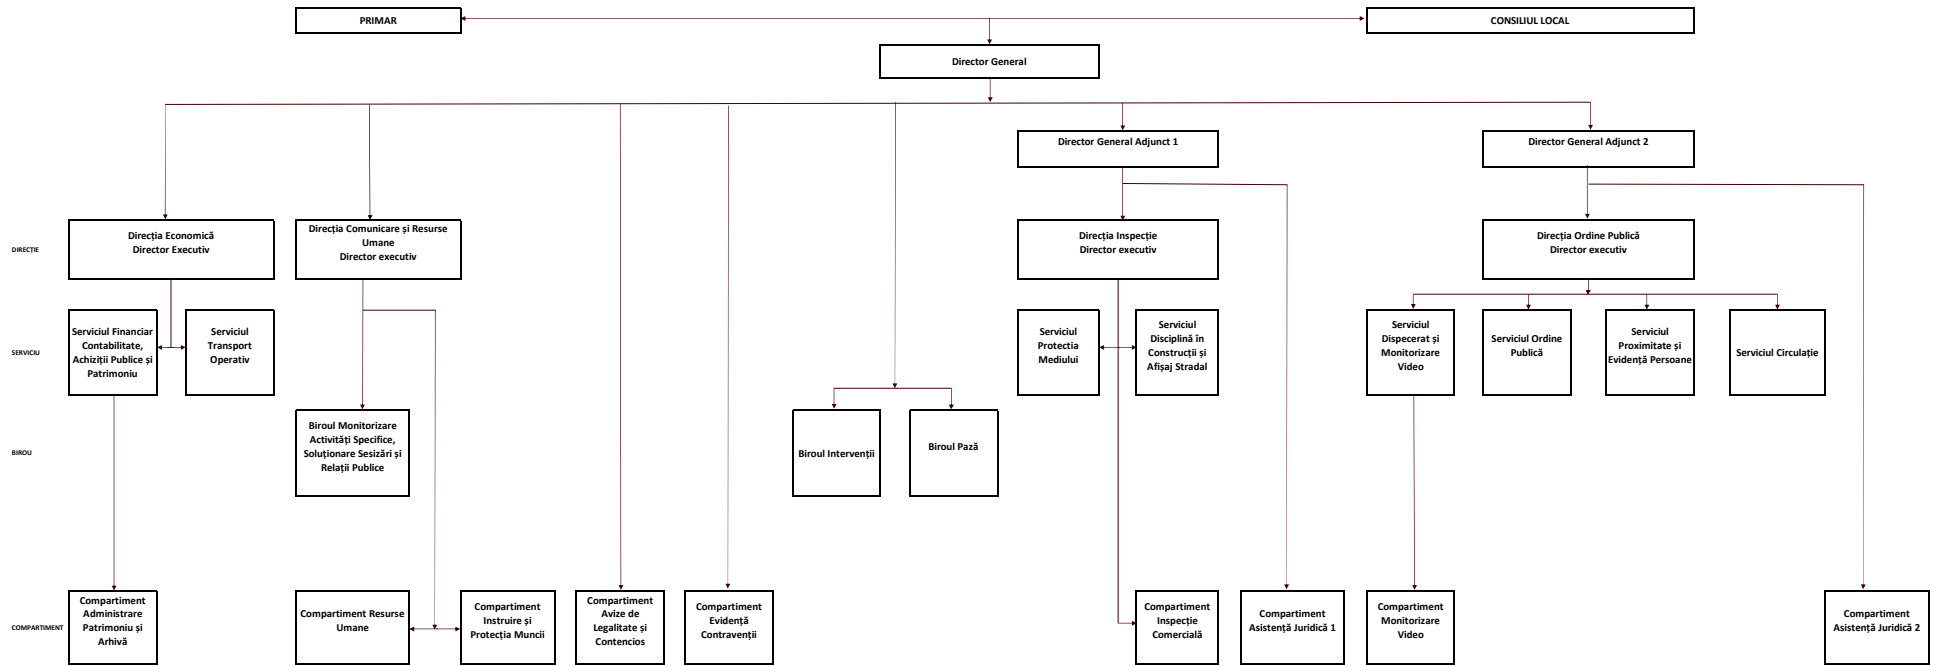 PRIMAR
CONSILIUL LOCAL
Director General
Director General Adjunct 1
Director General Adjunct 2
DIRECȚIE
Direcția Economică
Director Executiv
Direcția Comunicare și Resurse
Umane
Director executiv
Direcția Inspecție
Director executiv
Direcția Ordine Publică
Director executiv
SERVICIU
Serviciul Financiar
Contabilitate,
Achiziții Publice și
Patrimoniu
Serviciul
Transport
Operativ
Serviciul
Protectia
Mediului
Serviciul
Disciplină în
Construcții și
Afișaj Stradal
Serviciul
Dispecerat și
Monitorizare
Video
Serviciul Ordine
Publică
Serviciul
Proximitate și
Evidență Persoane
Serviciul Circulație
BIROU
Biroul Monitorizare
Activități Specifice,
Soluționare Sesizări și
Relații Publice
Biroul Intervenții
Biroul Pază
COMPARTIMENT
Compartiment
Administrare
Patrimoniu și
Arhivă
Compartiment Resurse
Umane
Compartiment
Instruire și
Protecția Muncii
Compartiment
Avize de
Legalitate și
Contencios
Compartiment
Evidență
Contravenții
Compartiment
Inspecție
Comercială
Compartiment
Asistență Juridică 1
Compartiment
Monitorizare
Video
Compartiment
Asistență Juridică 2